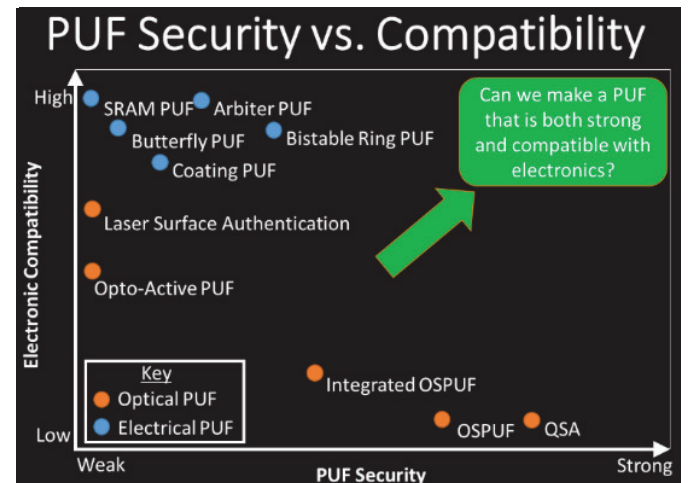 PUF Security vs. Compatibility
High
SRAM PUF
Arbiter PUF
Butterfly PUF
Bistable Ring PUF
Coating PUF
Can we make a PUF
that is both strong
and compatible with
electronics?
Laser Surface Authentication
Opto-Active PUF
Electronic Compatibility
Key
Optical PUF
Electrical PUF
Integrated OSPUF
OSPUF
QSA
Low
Weak
PUF Security
Strong